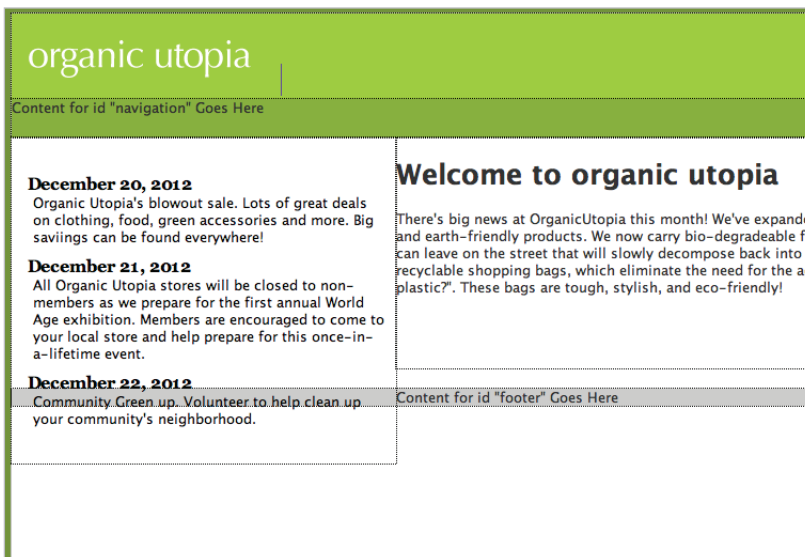 organic utopia
Content for id "navigation" Goes Here
December 20, 2012
Organic Utopia's blowout sale. Lots of great deals
on clothing, food, green accessories and more. Big
saviings can be found everywhere!
December 21, 2012
All Organic Utopia stores will be closed to non-
members as we prepare for the first annual World
Age exhibition. Members are encouraged to come to
your local store and help prepare for this once-in-
a-lifetime event.
December 22, 2012
Community Green up. Volunteer to help clean up
your community's neighborhood.
Welcome to organic utopia
There's big news at OrganicUtopia this month! We've expande
and earth-friendly products. We now carry bio-degradeable f
can leave on the street that will slowly decompose back into
recyclable shopping bags, which eliminate the need for the a
plastic?". These bags are tough, stylish, and eco-friendly!
Content for id "footer" Goes Here